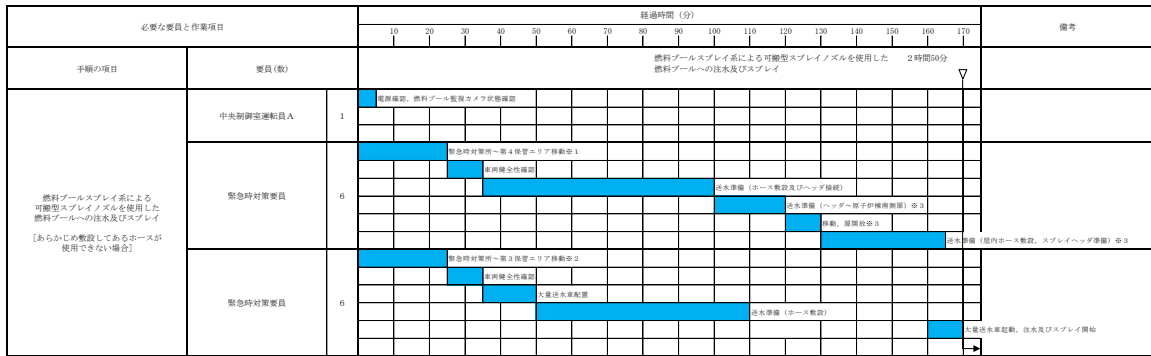 必要な要員と作業項目
経過時間（分）
備考
10 20 30 40 50 60 70 80 90 100 110 120 130 140 150 160 170
手順の項目
要員(数)
燃料プールスプレイ系による可搬型スプレイノズルを使用した 2時間50分
燃料プールへの注水及びスプレイ
▽
燃料プールスプレイ系による
可搬型スプレイノズルを使用した
燃料プールへの注水及びスプレイ
[あらかじめ敷設してあるホースが
使用できない場合]
中央制御室運転員A
1
電源確認，燃料プール監視カメラ状態確認
緊急時対策要員
6
緊急時対策所～第4保管エリア移動※1
車両健全性確認
送水準備（ホース敷設及びヘッダ接続）
送水準備（ヘッダ～原子炉棟南側扉）※3
移動，扉開放※3
送水準備（屋内ホース敷設，スプレイヘッダ準備）※3
緊急時対策要員
6
緊急時対策所～第3保管エリア移動※2
車両健全性確認
大量送水車配置
送水準備（ホース敷設）
大量送水車起動，注水及びスプレイ開始